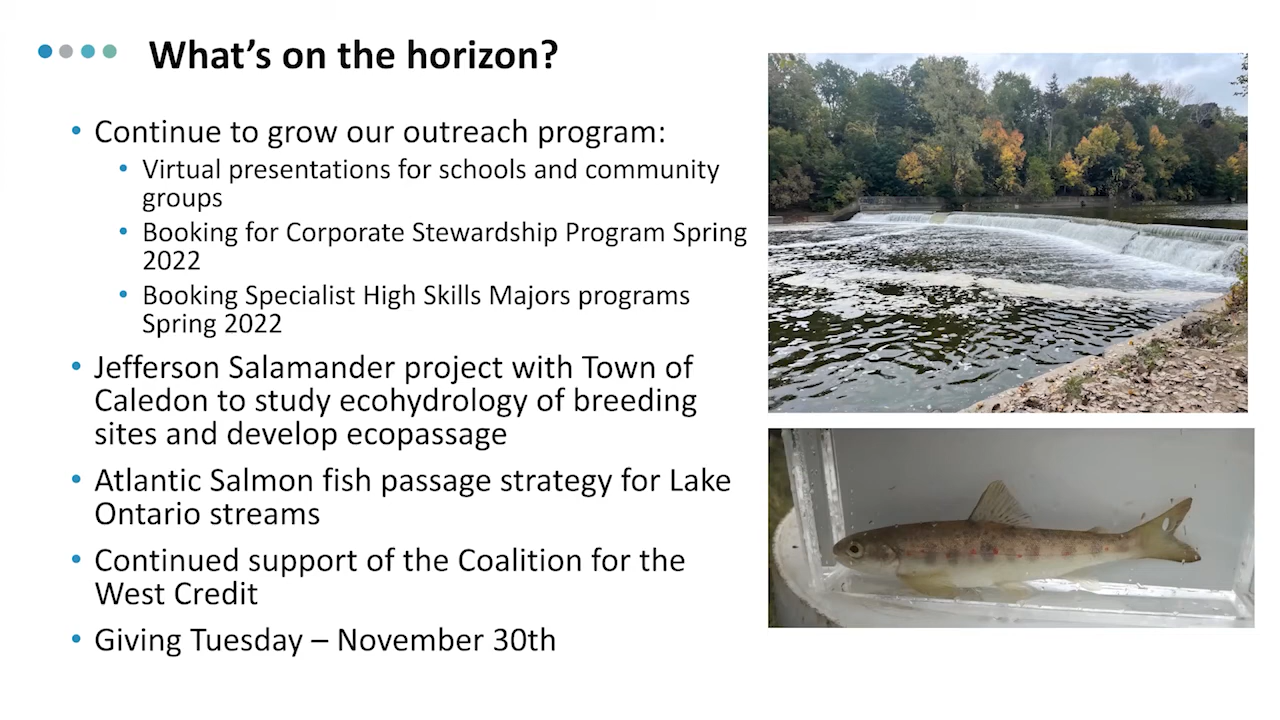 What's on the horizon?
• Continue to grow our outreach program:
• Virtual presentations for schools and community
groups
• Booking for Corporate Stewardship Program Spring
2022
• Booking Specialist High Skills Majors programs
Spring 2022
• Jefferson Salamander project with Town of
Caledon to study ecohydrology of breeding
sites and develop ecopassage
• Atlantic Salmon fish passage strategy for Lake
Ontario streams
• Continued support of the Coalition for the
West Credit
• Giving Tuesday – November 30th